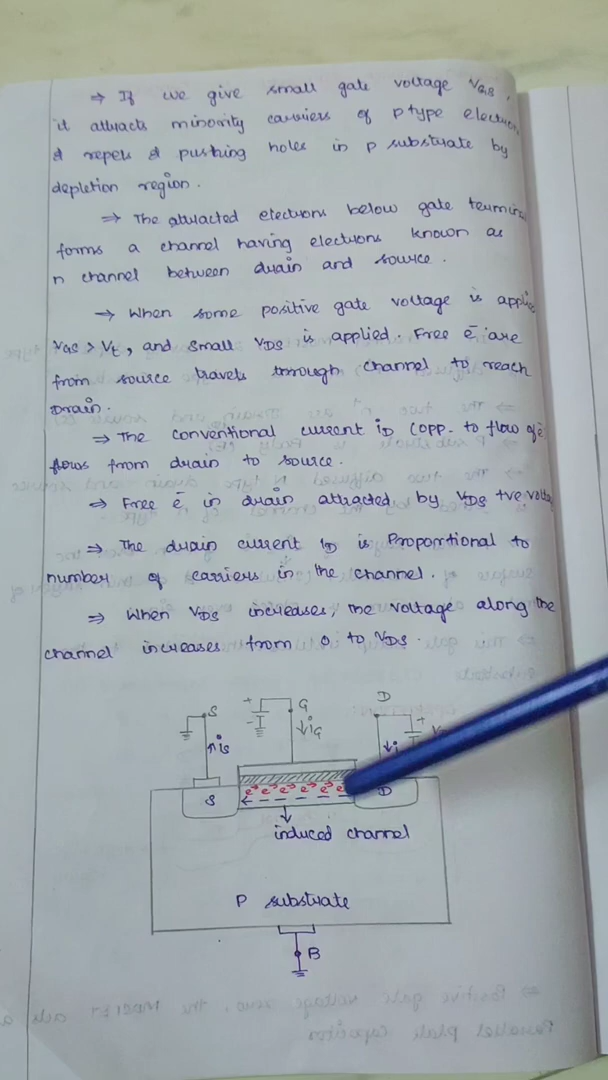 ⇒ If we give small gate voltage VGS,
it attracts minority carriers of p type electron
& repels & pushing holes in p substrate by
depletion region.
⇒ The attracted electrons below gate termina
forms a channel having electrons known as
n channel between drain and source.
⇒ When some positive gate voltage is applie
VGS > Vt, and small VDS is applied. Free ē are
from source travels through channel to reach
Drain.
⇒ The conventional current iD (opp. to flow of ē
flows from drain to source.
⇒ Free ē in drain attracted by VDS +ve volta
⇒ The drain current ID is Proportional to
number of carriers in the channel.
⇒ When VDS increases, the voltage along the
channel increases from 0 to VDS.
S G D
+ - ↑ is ↓ iG ↓ i + V
S e e e e e e D
induced channel
P substrate
B